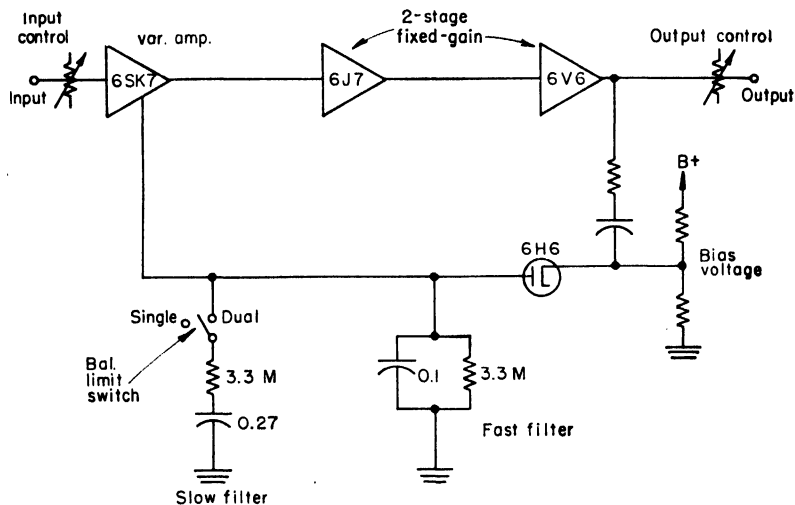 Input
control
var. amp.
2-stage
fixed-gain
Output control
6SK7
6J7
6V6
Input
Output
B+
6H6
Bias
voltage
Single
Dual
Bal.
limit
switch
3.3 M
0.27
Slow filter
0.1
3.3 M
Fast filter